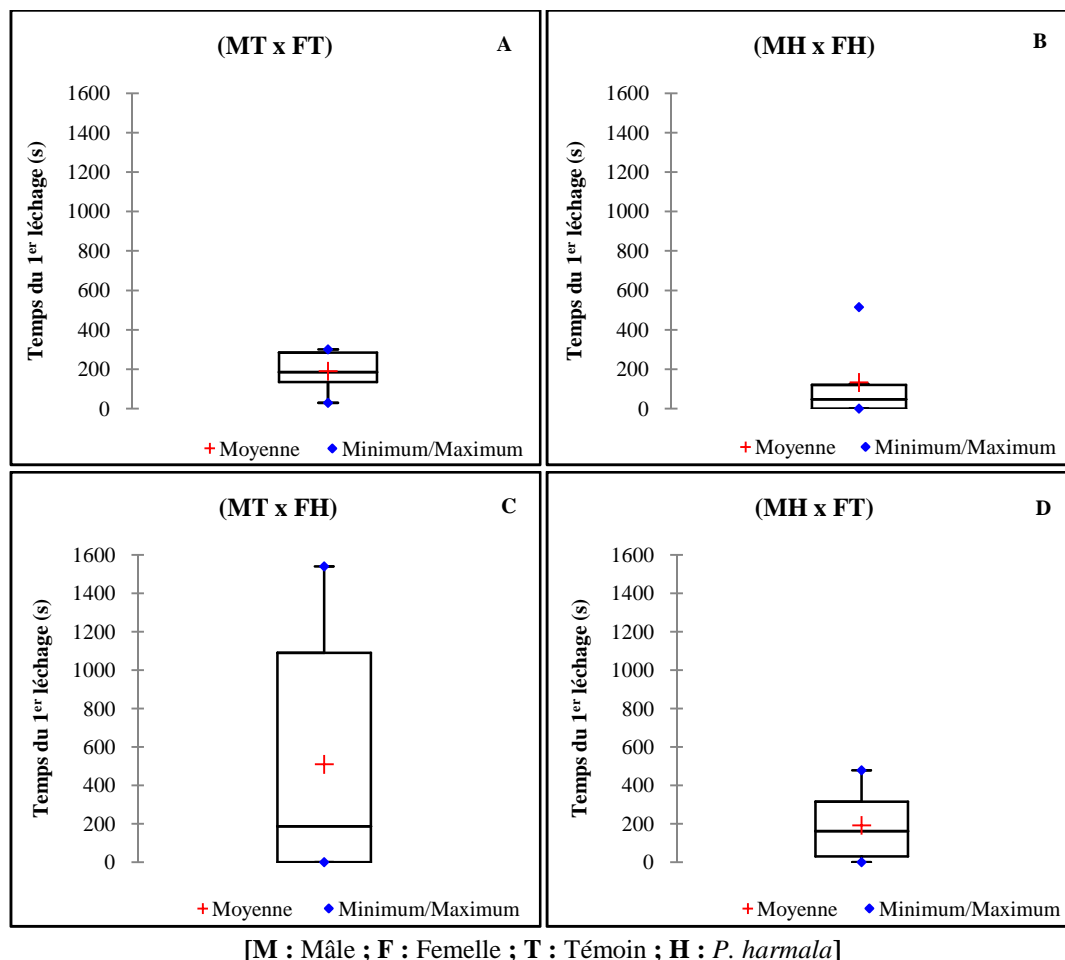 (MT x FT)
A
Temps du 1er léchage (s)
1600
1400
1200
1000
800
600
400
200
0
Moyenne
Minimum/Maximum
(MH x FH)
B
Temps du 1er léchage (s)
1600
1400
1200
1000
800
600
400
200
0
Moyenne
Minimum/Maximum
(MT x FH)
C
Temps du 1er léchage (s)
1600
1400
1200
1000
800
600
400
200
0
Moyenne
Minimum/Maximum
(MH x FT)
D
Temps du 1er léchage (s)
1600
1400
1200
1000
800
600
400
200
0
Moyenne
Minimum/Maximum
[M : Mâle ; F : Femelle ; T : Témoin ; H : P. harmala]